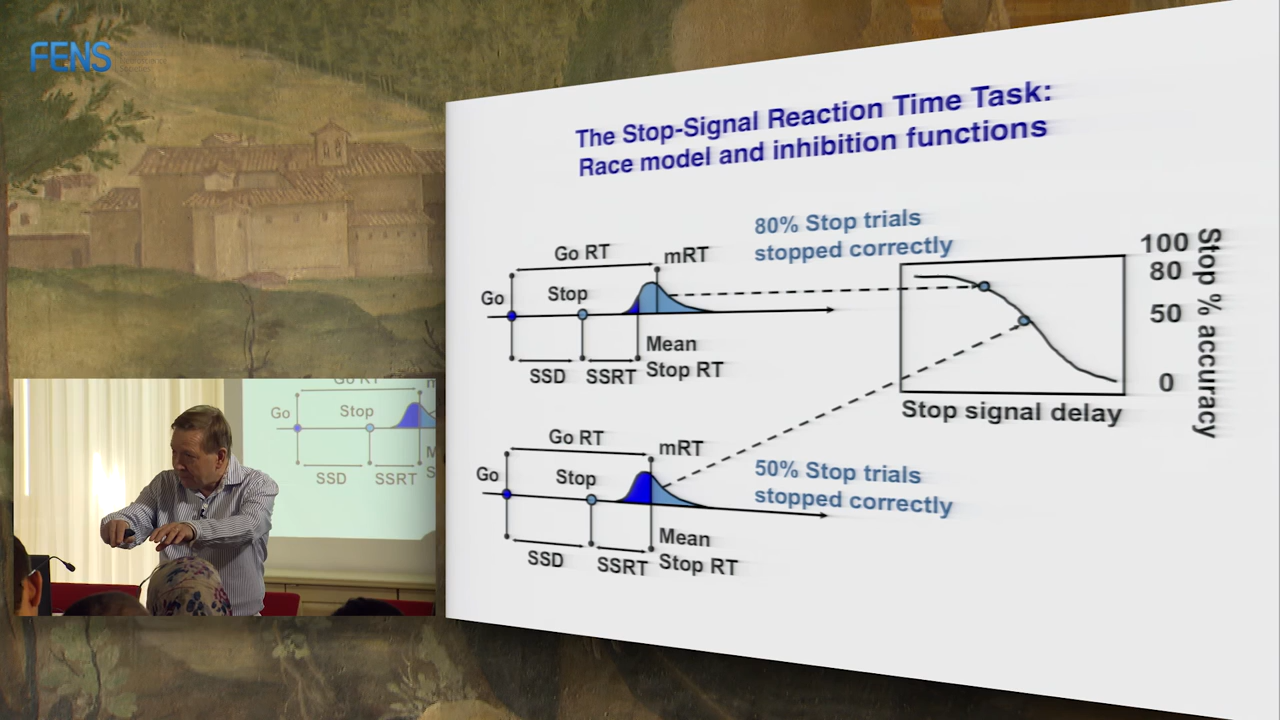 FENS
The Stop-Signal Reaction Time Task:
Race model and inhibition functions
80% Stop trials
stopped correctly
Go RT
mRT
Go
Stop
Mean
Stop RT
SSD
SSRT
100
80
50
0
Stop % accuracy
Stop signal delay
Go RT
mRT
Go
Stop
50% Stop trials
stopped correctly
Mean
Stop RT
SSD
SSRT
Go RT
Go
Stop
SSD
SSRT